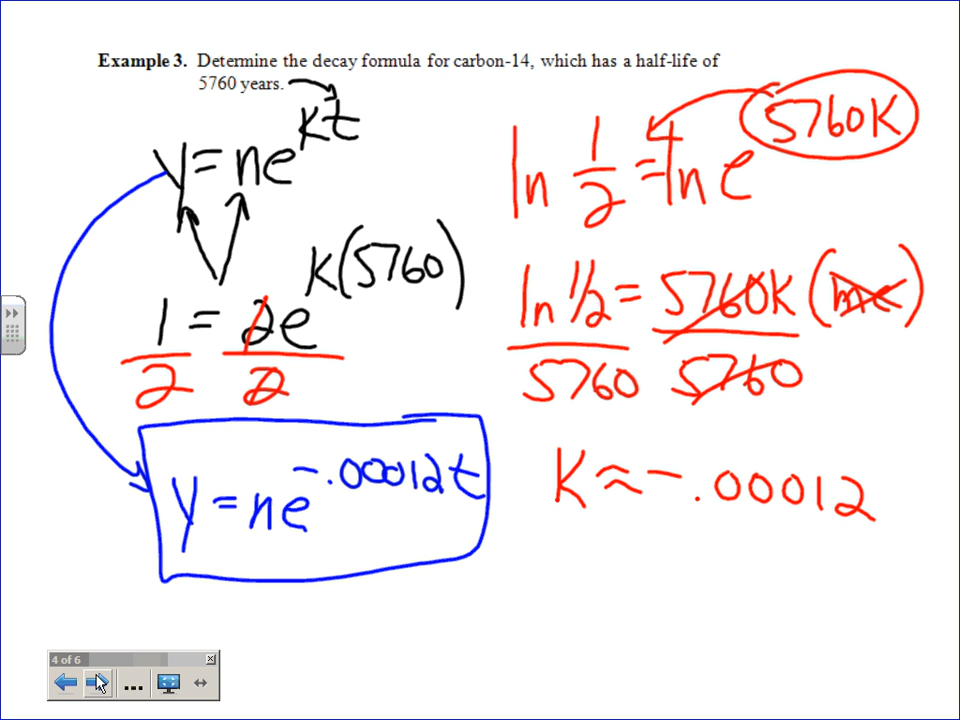 Example 3. Determine the decay formula for carbon-14, which has a half-life of
5760 years.
y = ne^kt
1 = 2e^K(5760)
2 2
y = ne^-.00012t
ln 1/2 = ln e^5760K
ln 1/2 = 5760K (ln e)
5760 5760
K ≈ -.00012
4 of 6
...